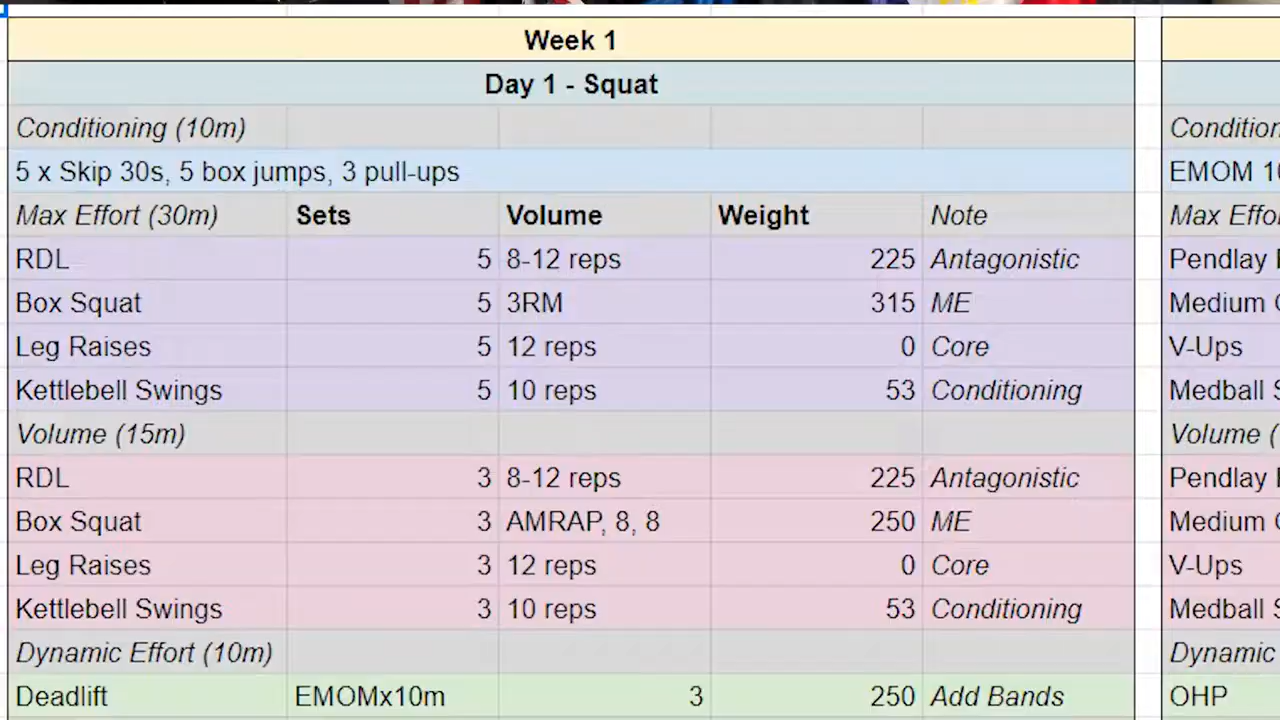 Week 1
Day 1 - Squat
Conditioning (10m)
5 x Skip 30s, 5 box jumps, 3 pull-ups
Max Effort (30m) Sets Volume Weight Note
RDL 5 8-12 reps 225 Antagonistic
Box Squat 5 3RM 315 ME
Leg Raises 5 12 reps 0 Core
Kettlebell Swings 5 10 reps 53 Conditioning
Volume (15m)
RDL 3 8-12 reps 225 Antagonistic
Box Squat 3 AMRAP, 8, 8 250 ME
Leg Raises 3 12 reps 0 Core
Kettlebell Swings 3 10 reps 53 Conditioning
Dynamic Effort (10m)
Deadlift EMOMx10m 3 250 Add Bands
EMOM
Max
Pendlay
Medium
V-Ups
Medball
Volume (
Pendlay
Medium
V-Ups
Medball
Dynamic
OHP